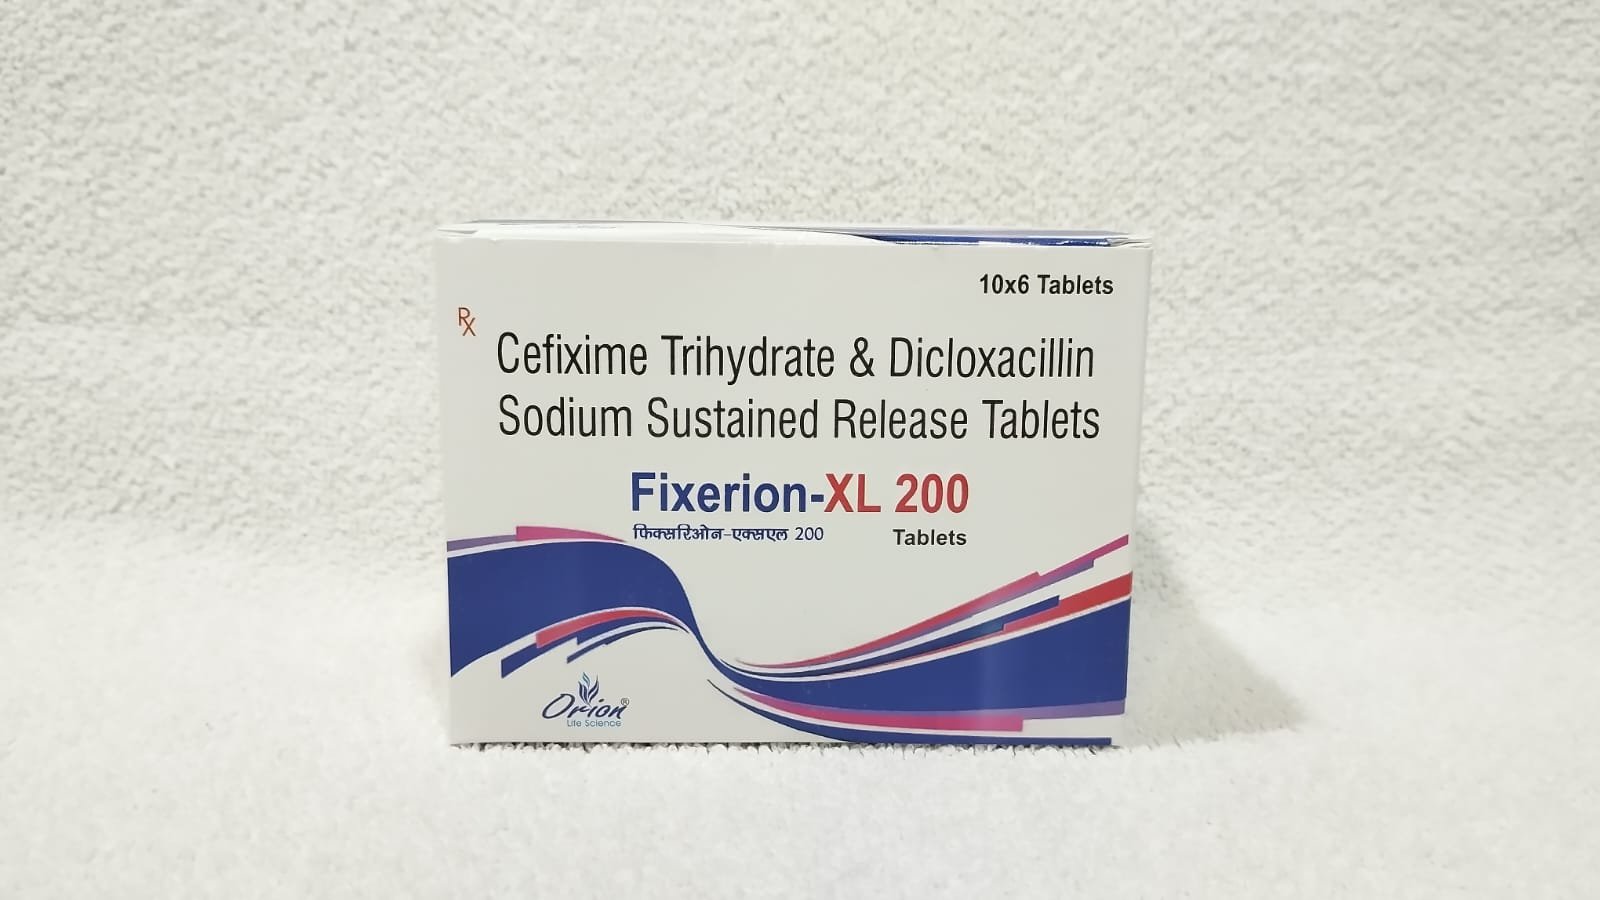 10x6 Tablets
Rx
Cefixime Trihydrate & Dicloxacillin
Sodium Sustained Release Tablets
Fixerion-XL 200
फिक्सरिओन-एक्सएल 200
Tablets
Orion®
Life Science